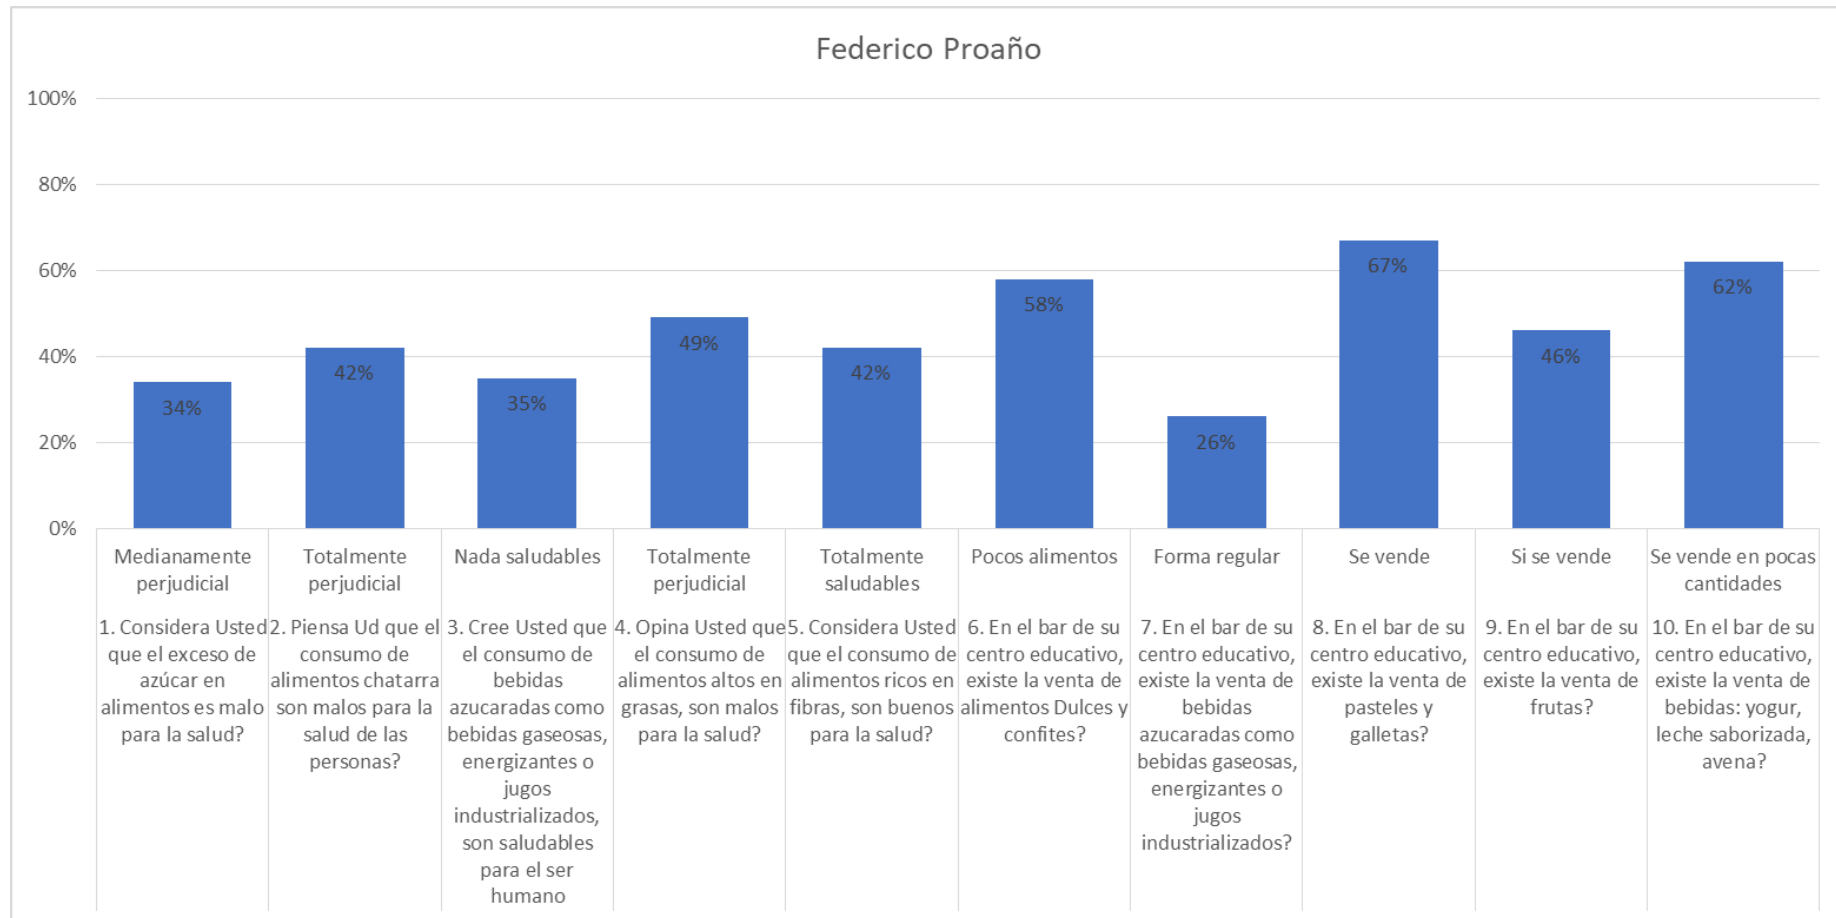 Federico Proaño
100%
80%
60%
40%
20%
0%
34%
42%
35%
49%
42%
58%
26%
67%
46%
62%
Medianamente
perjudicial
Totalmente
perjudicial
Nada saludables
Totalmente
perjudicial
Totalmente
saludables
Pocos alimentos
Forma regular
Se vende
Si se vende
Se vende en pocas
cantidades
1. Considera Usted
que el exceso de
azúcar en
alimentos es malo
para la salud?
2. Piensa Ud que el
consumo de
alimentos chatarra
son malos para la
salud de las
personas?
3. Cree Usted que
el consumo de
bebidas
azucaradas como
bebidas gaseosas,
energizantes o
jugos
industrializados,
son saludables
para el ser
humano
4. Opina Usted que
el consumo de
alimentos altos en
grasas, son malos
para la salud?
5. Considera Usted
que el consumo de
alimentos ricos en
fibras, son buenos
para la salud?
6. En el bar de su
centro educativo,
existe la venta de
alimentos Dulces y
confites?
7. En el bar de su
centro educativo,
existe la venta de
bebidas
azucaradas como
bebidas gaseosas,
energizantes o
jugos
industrializados?
8. En el bar de su
centro educativo,
existe la venta de
pasteles y
galletas?
9. En el bar de su
centro educativo,
existe la venta de
frutas?
10. En el bar de su
centro educativo,
existe la venta de
bebidas: yogur,
leche saborizada,
avena?